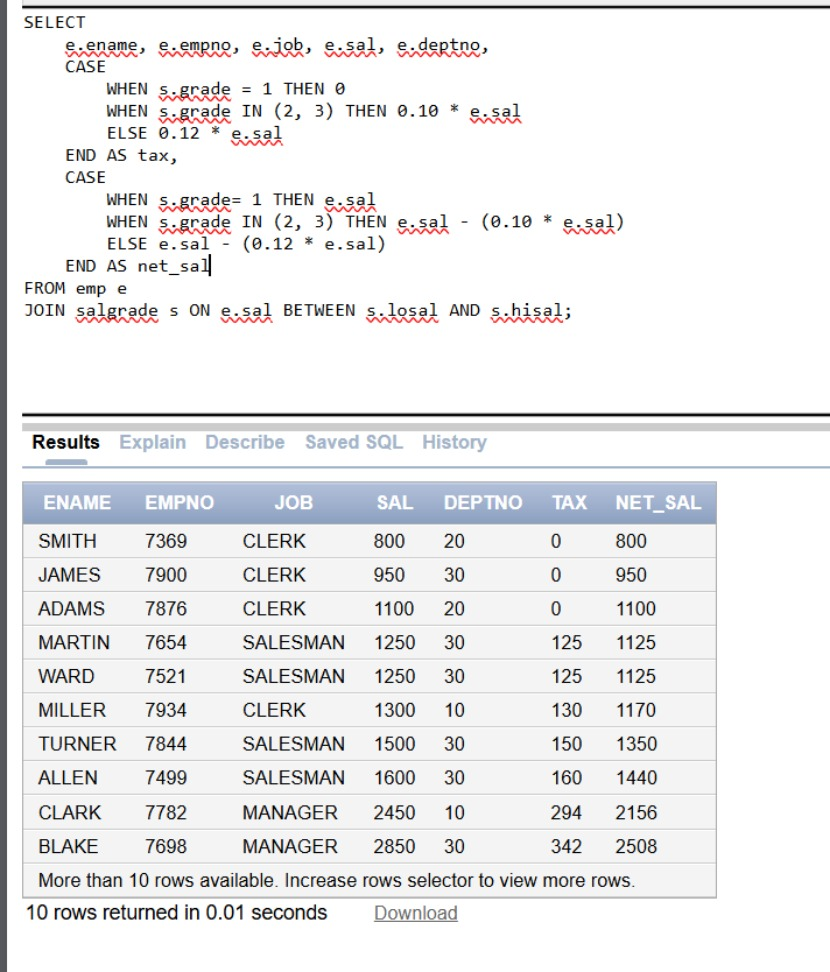 SELECT
e.ename, e.empno, e.job, e.sal, e.deptno,
CASE
WHEN s.grade = 1 THEN 0
WHEN s.grade IN (2, 3) THEN 0.10 * e.sal
ELSE 0.12 * e.sal
END AS tax,
CASE
WHEN s.grade= 1 THEN e.sal
WHEN s.grade IN (2, 3) THEN e.sal - (0.10 * e.sal)
ELSE e.sal - (0.12 * e.sal)
END AS net_sal
FROM emp e
JOIN salgrade s ON e.sal BETWEEN s.losal AND s.hisal;
Results Explain Describe Saved SQL History
ENAME EMPNO JOB SAL DEPTNO TAX NET_SAL
SMITH 7369 CLERK 800 20 0 800
JAMES 7900 CLERK 950 30 0 950
ADAMS 7876 CLERK 1100 20 0 1100
MARTIN 7654 SALESMAN 1250 30 125 1125
WARD 7521 SALESMAN 1250 30 125 1125
MILLER 7934 CLERK 1300 10 130 1170
TURNER 7844 SALESMAN 1500 30 150 1350
ALLEN 7499 SALESMAN 1600 30 160 1440
CLARK 7782 MANAGER 2450 10 294 2156
BLAKE 7698 MANAGER 2850 30 342 2508
More than 10 rows available. Increase rows selector to view more rows.
10 rows returned in 0.01 seconds Download